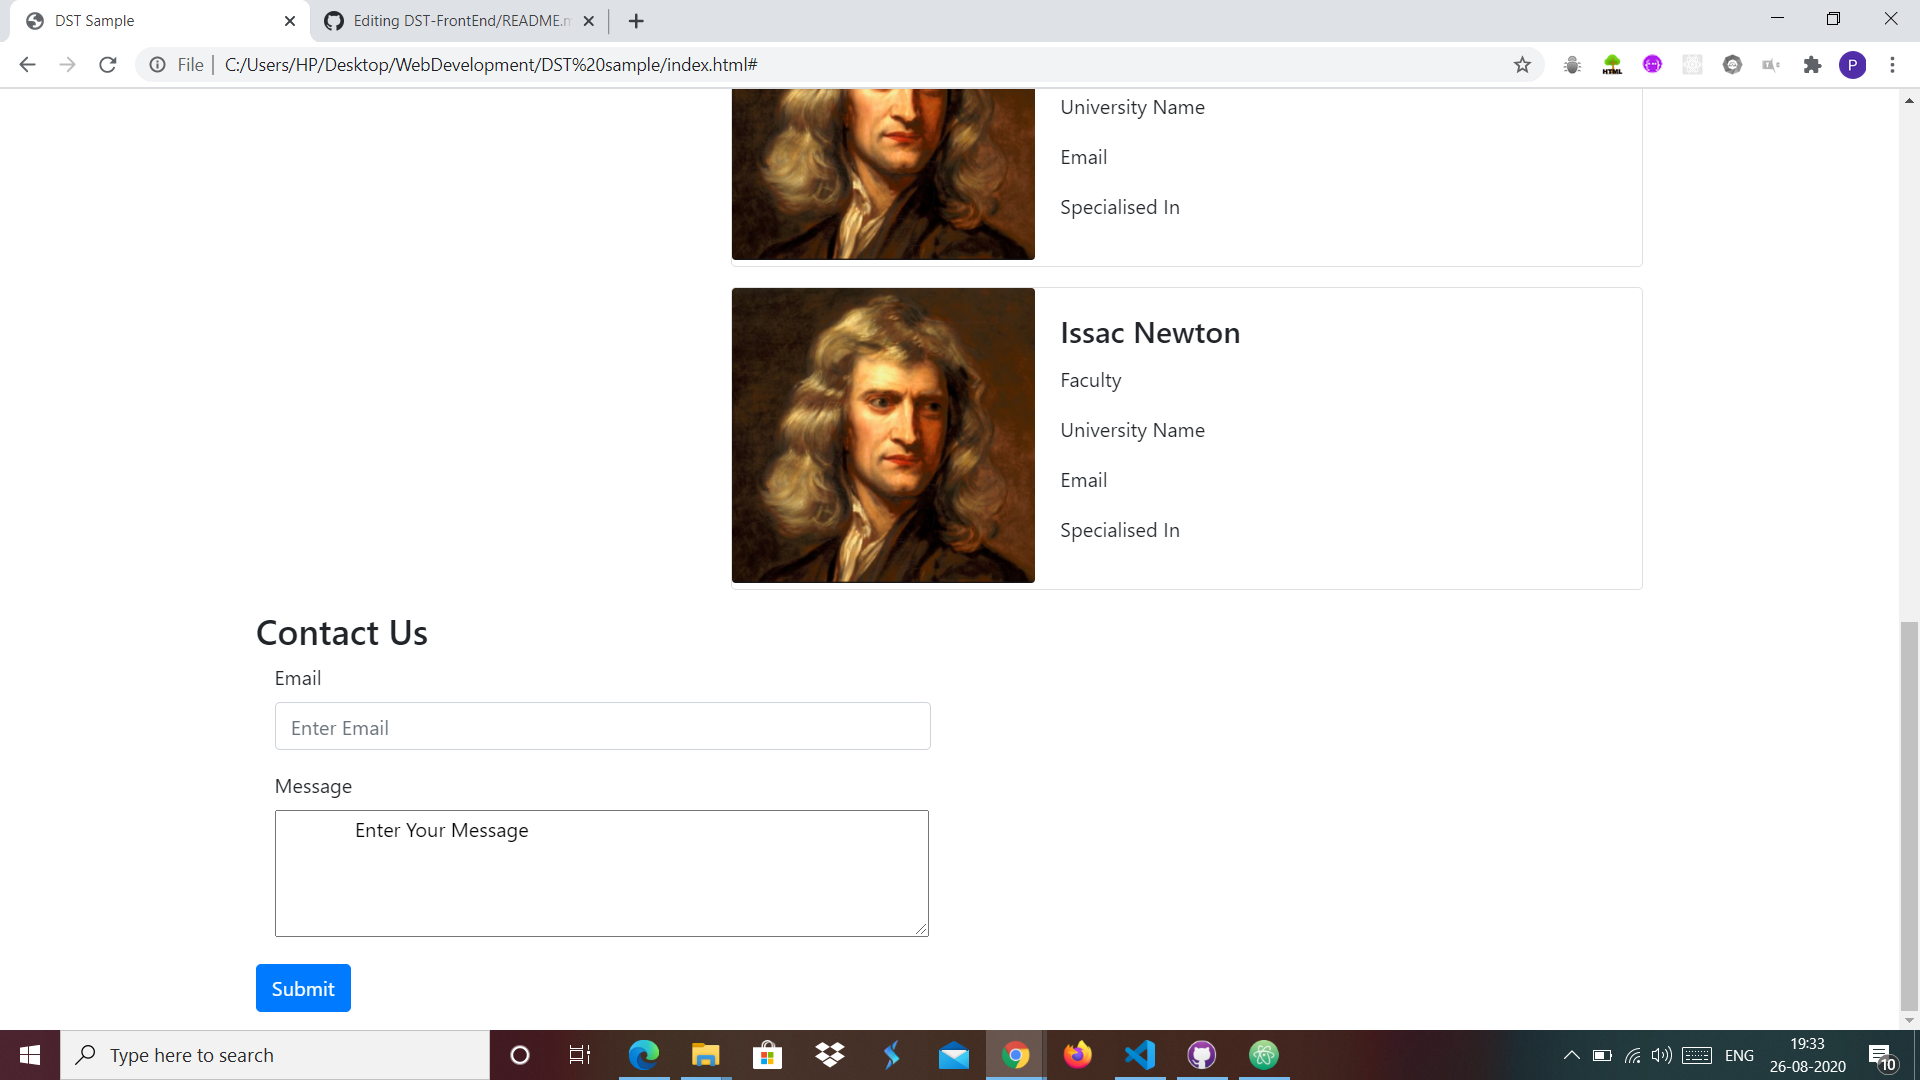 DST Sample
Editing DST-FrontEnd/README.m
File
C:/Users/HP/Desktop/WebDevelopment/DST%20sample/index.html#
HTML
P
University Name
Email
Specialised In
Issac Newton
Faculty
University Name
Email
Specialised In
Contact Us
Email
Enter Email
Message
Enter Your Message
Submit
Type here to search
ENG
19:33
26-08-2020
10